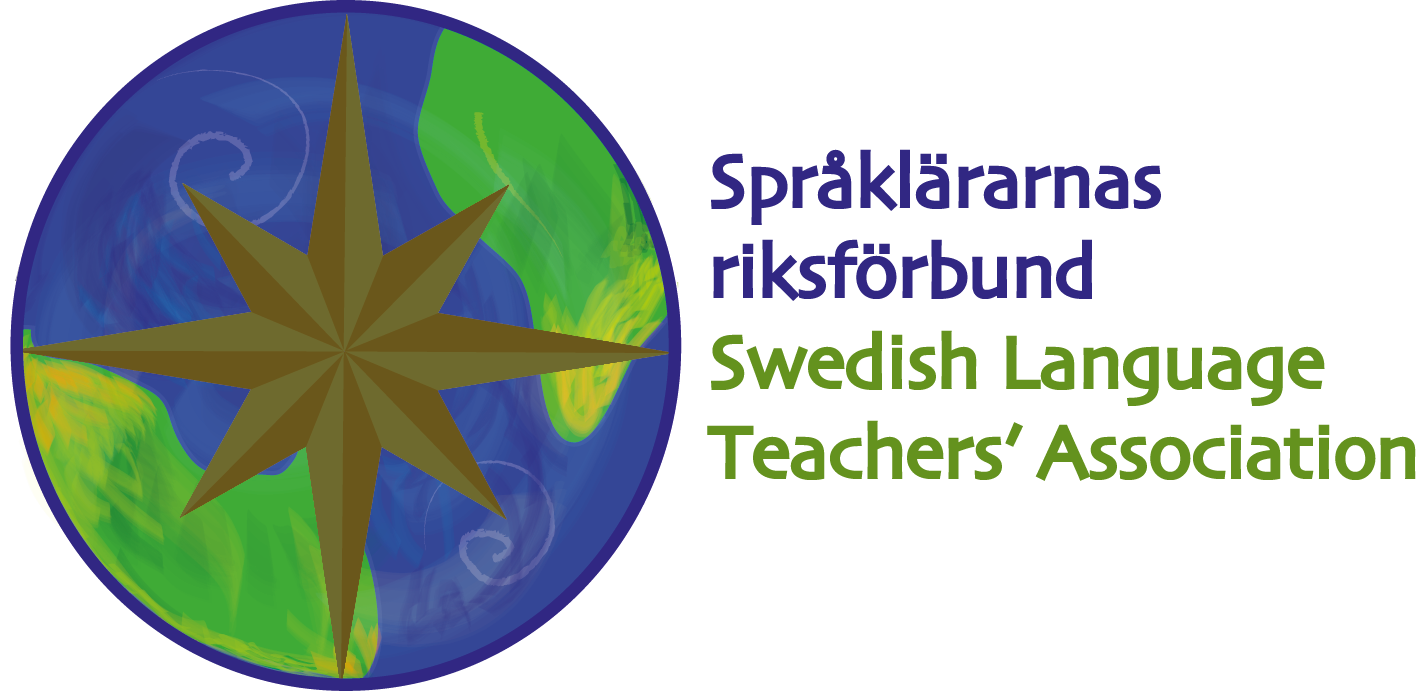 Språklärarnas
riksförbund
Swedish Language
Teachers’ Association